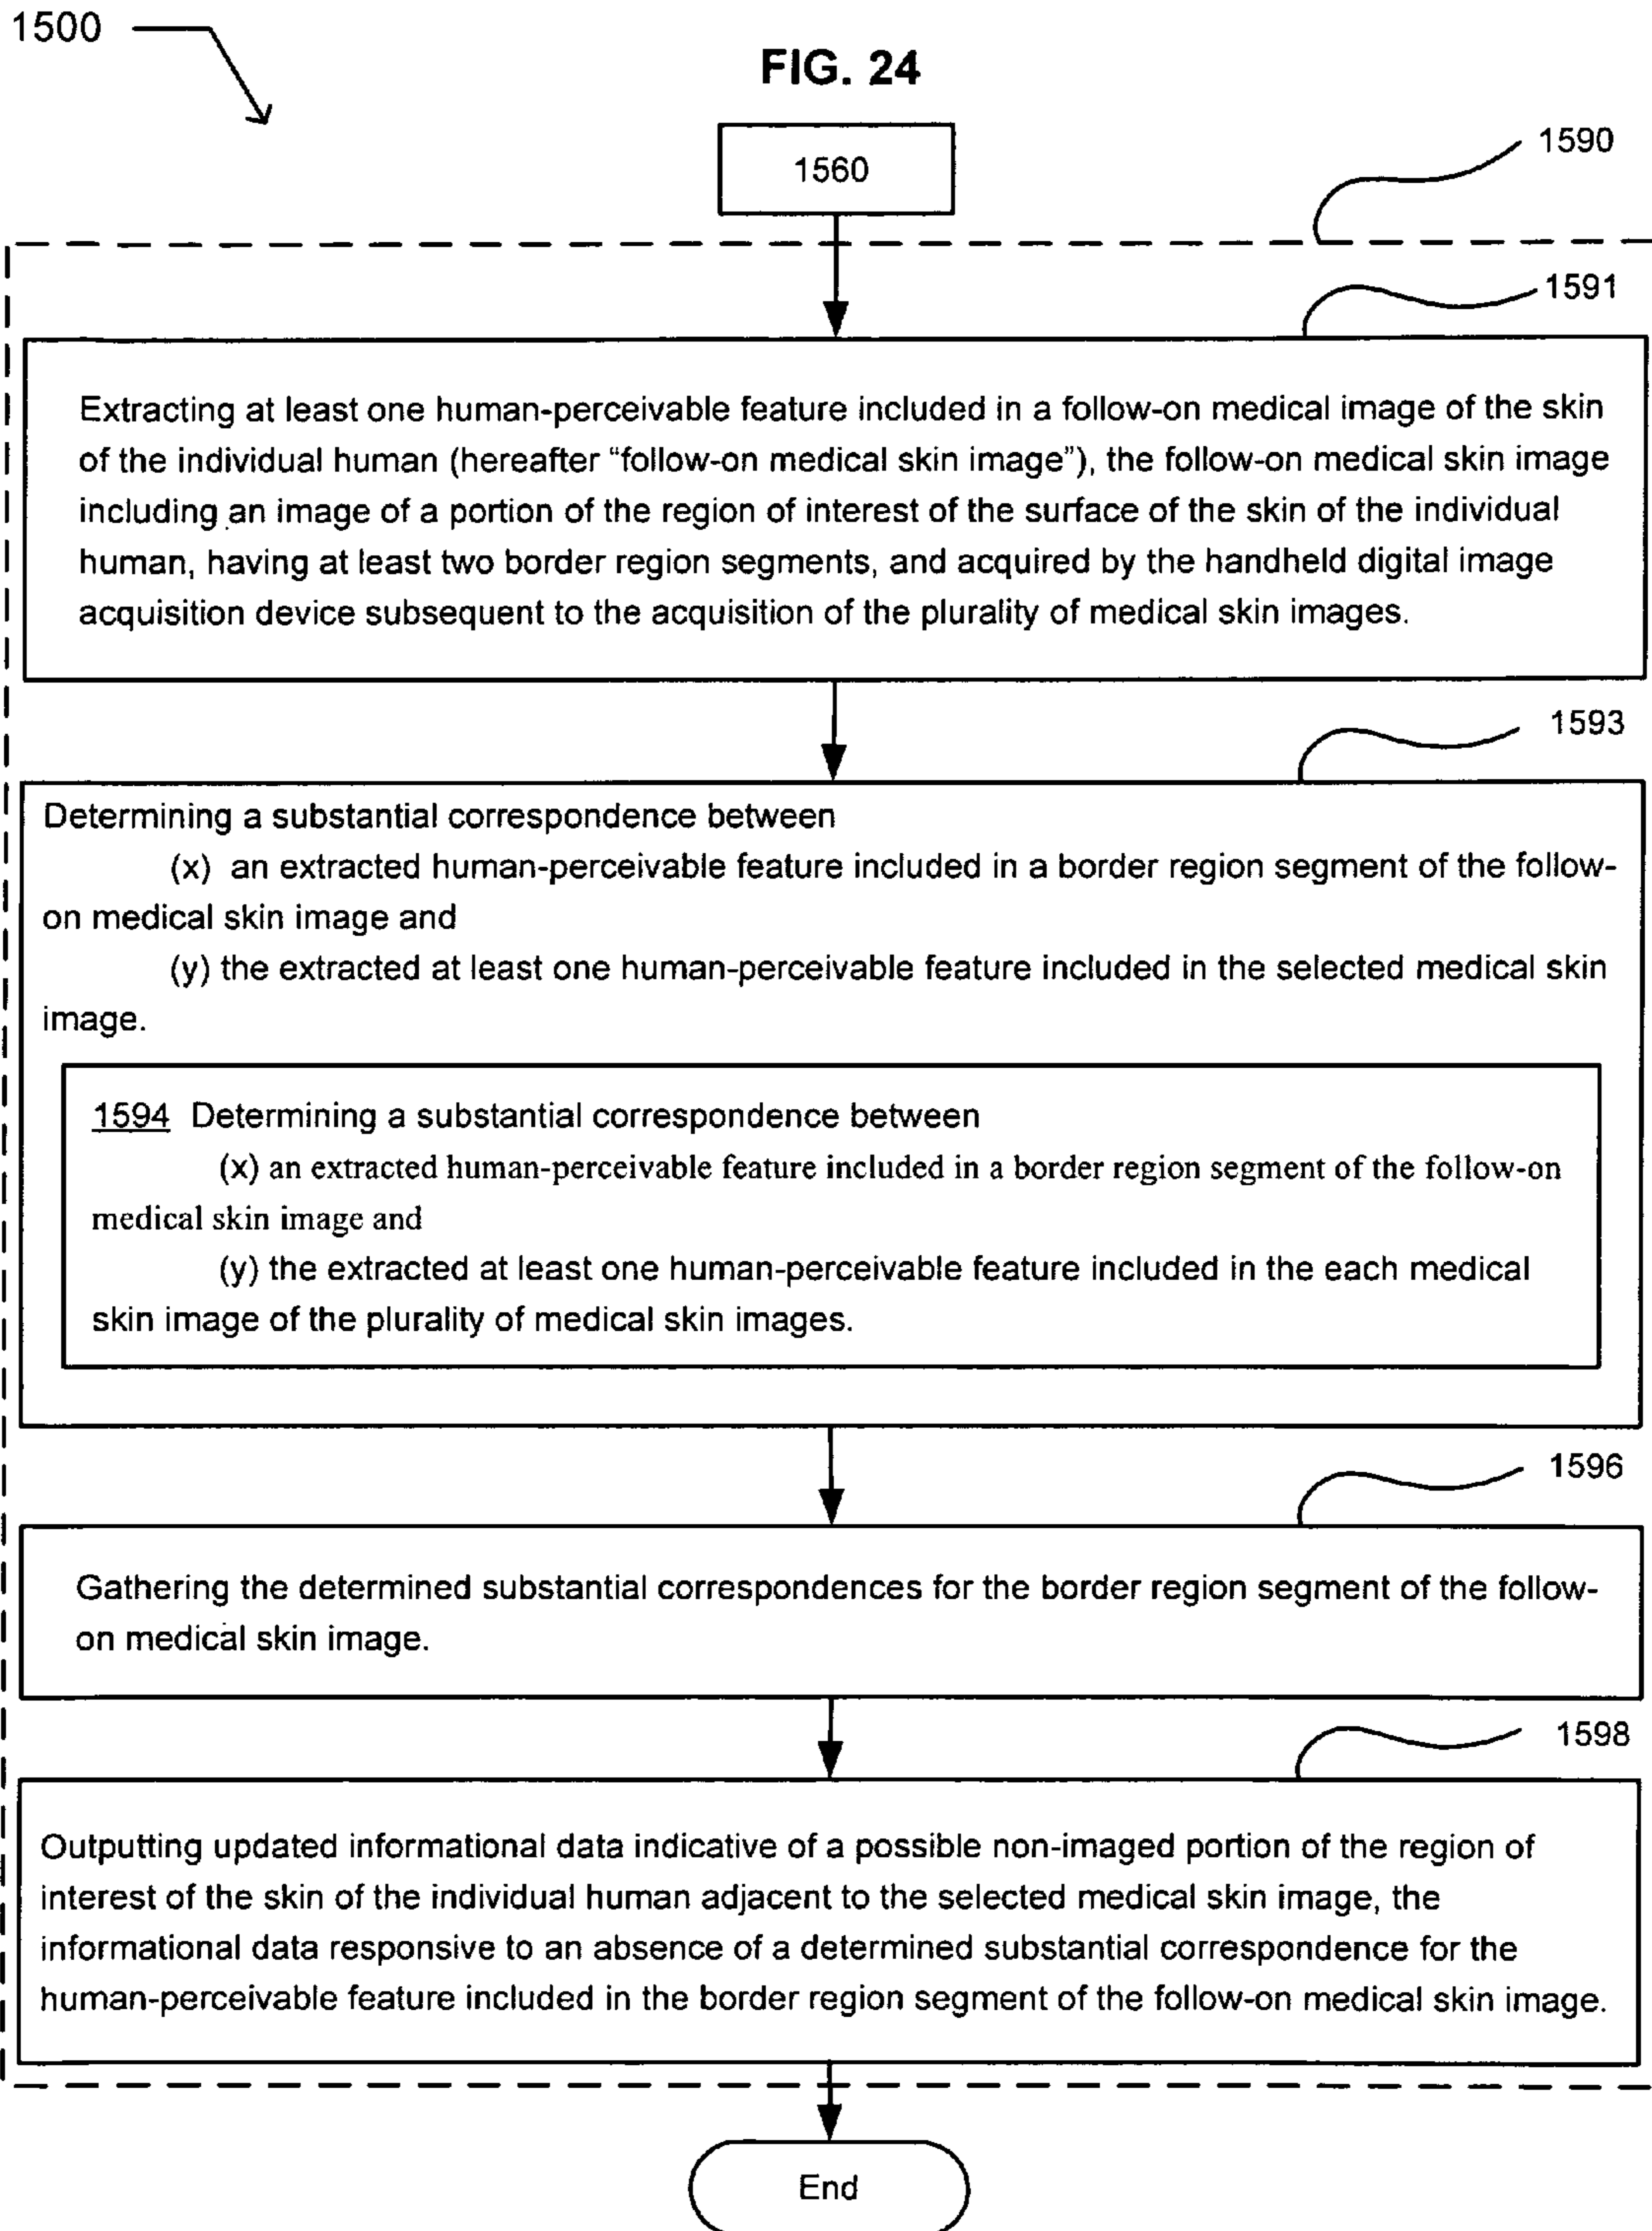 1500
FIG. 24
1560
1590
1591
Extracting at least one human-perceivable feature included in a follow-on medical image of the skin
of the individual human (hereafter “follow-on medical skin image”), the follow-on medical skin image
including an image of a portion of the region of interest of the surface of the skin of the individual
human, having at least two border region segments, and acquired by the handheld digital image
acquisition device subsequent to the acquisition of the plurality of medical skin images.
1593
Determining a substantial correspondence between
(x) an extracted human-perceivable feature included in a border region segment of the follow-
on medical skin image and
(y) the extracted at least one human-perceivable feature included in the selected medical skin
image.
1594 Determining a substantial correspondence between
(x) an extracted human-perceivable feature included in a border region segment of the follow-on
medical skin image and
(y) the extracted at least one human-perceivable feature included in the each medical
skin image of the plurality of medical skin images.
1596
Gathering the determined substantial correspondences for the border region segment of the follow-
on medical skin image.
1598
Outputting updated informational data indicative of a possible non-imaged portion of the region of
interest of the skin of the individual human adjacent to the selected medical skin image, the
informational data responsive to an absence of a determined substantial correspondence for the
human-perceivable feature included in the border region segment of the follow-on medical skin image.
End